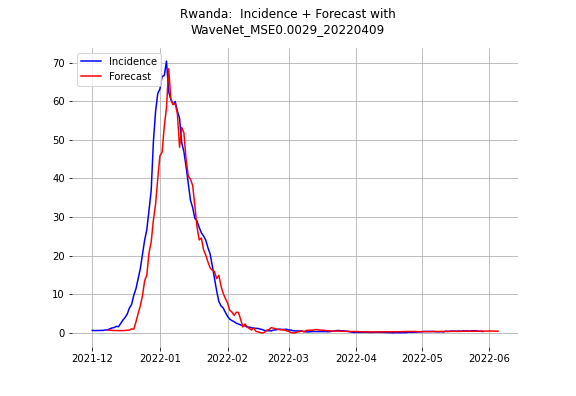 Rwanda:  Incidence + Forecast with
WaveNet_MSE0.0029_20220409
Incidence
Forecast
70
60
50
40
30
20
10
0
2021-12 2022-01 2022-02 2022-03 2022-04 2022-05 2022-06